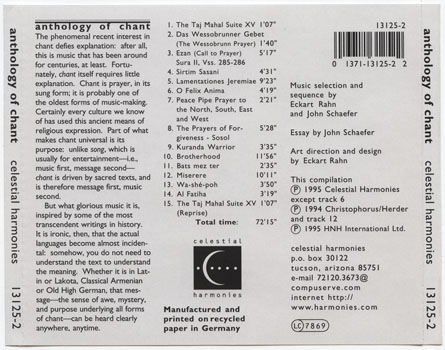 anthology of chant
The phenomenal recent interest in
chant defies explanation: after all,
this is music that has been around
for centuries, at least. Fortu-
nately, chant itself requires little
explanation. Chant is prayer, in its
sung form; it is probably one of
the oldest forms of music-making.
Certainly every culture we know
of has used this ancient means of
religious expression. Part of what
makes chant universal is its
purpose: unlike song, which is
usually for entertainment—i.e.,
music first, message second—
chant is driven by sacred texts, and
is therefore message first, music
second.
But what glorious music it is,
inspired by some of the most
transcendent writings in history.
It is ironic, then, that the actual
languages become almost inciden-
tal: somehow, you do not need to
understand the text to understand
the meaning. Whether it is in Lat-
in or Lakota, Classical Armenian
or Old High German, that mes-
sage—the sense of awe, mystery,
and purpose underlying all forms
of chant—can be heard clearly
anywhere, anytime.
1. The Taj Mahal Suite XV 1'07"
2. Das Wessobrunner Gebet
(The Wessobrunn Prayer) 1'40"
3. Ezan (Call to Prayer) 5'17"
Sura II, Vss. 285-286
4. Sirtim Sasani 4'31"
5. Lamentationes Jeremiae 9'23"
6. O Felix Anima 4'19"
7. Peace Pipe Prayer to 2'21"
the North, South, East
and West
8. The Prayers of Forgive- 5'28"
ness - Sosol
9. Kuranda Warrior 3'35"
10. Brotherhood 11'56"
11. Bats mez ter 2'35"
12. Miserere 10'11"
13. Wa-shé-poh 3'50"
14. Al Fatiha 3'19"
15. The Taj Mahal Suite XV 1'07"
(Reprise)
Total time: 72'15"
celestial
harmonies
Manufactured and
printed on recycled
paper in Germany
13125-2
0 1371-13125-2 2
Music selection and
sequence by
Eckart Rahn
and John Schaefer
Essay by John Schaefer
Art direction and design
by Eckart Rahn
This compilation
Ⓟ 1995 Celestial Harmonies
except track 6
Ⓟ 1994 Christophorus/Herder
and track 12
Ⓟ 1995 HNH International Ltd.
celestial harmonies
p.o. box 30122
tucson, arizona 85751
e-mail 72120.3673@
compuserve.com
internet http://
www.harmonies.com
LC 7869
anthology of chant celestial harmonies 13125-2
anthology of chant celestial harmonies 13125-2